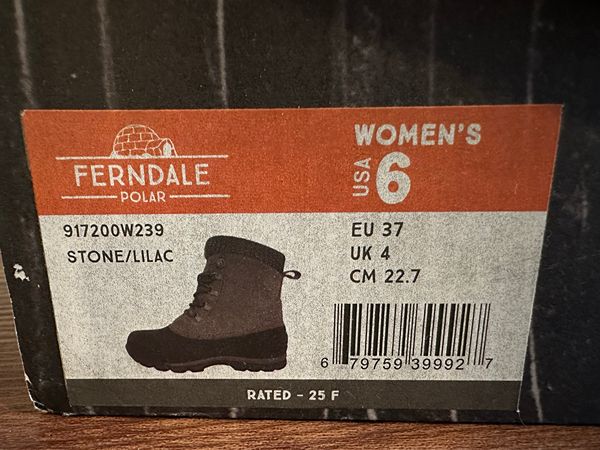 FERNDALE
POLAR
WOMEN'S
USA 6
917200W239
STONE/LILAC
EU 37
UK 4
CM 22.7
6 79759 39992 7
RATED - 25 F